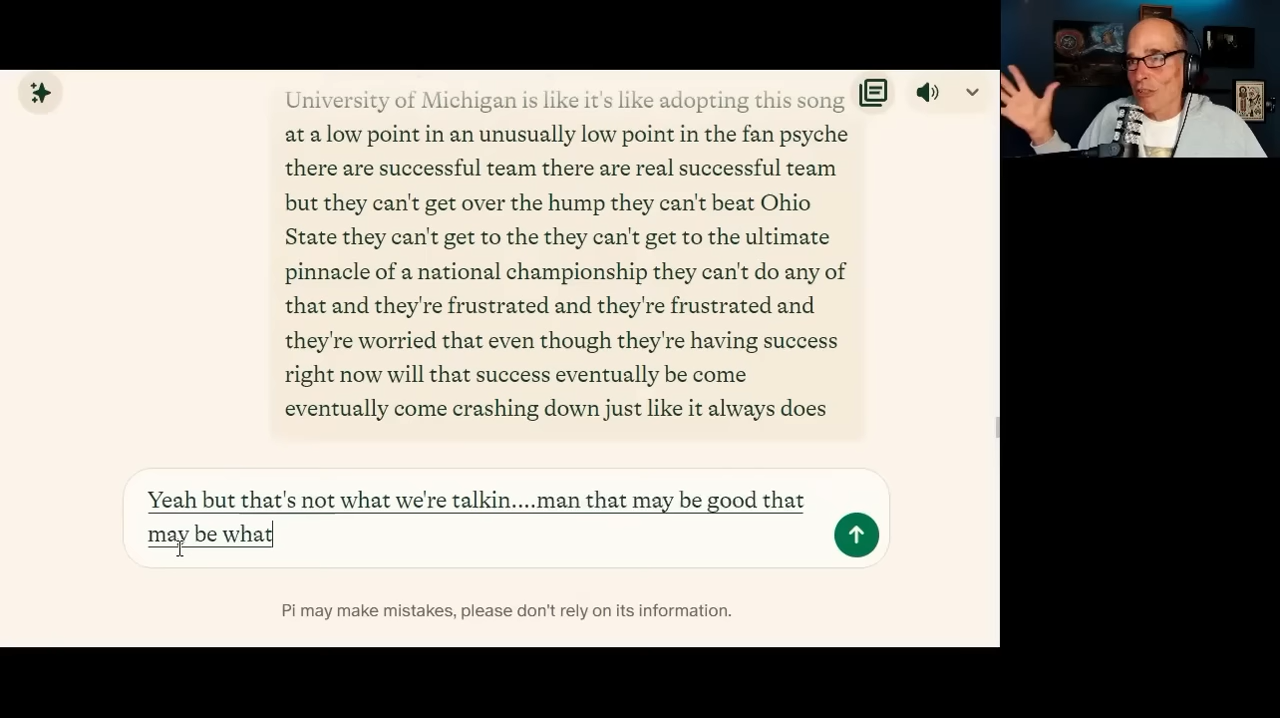 University of Michigan is like it's like adopting this song
at a low point in an unusually low point in the fan psyche
there are successful team there are real successful team
but they can't get over the hump they can't beat Ohio
State they can't get to the they can't get to the ultimate
pinnacle of a national championship they can't do any of
that and they're frustrated and they're frustrated and
they're worried that even though they're having success
right now will that success eventually be come
eventually come crashing down just like it always does
Yeah but that's not what we're talkin....man that may be good that
may be what
Pi may make mistakes, please don't rely on its information.